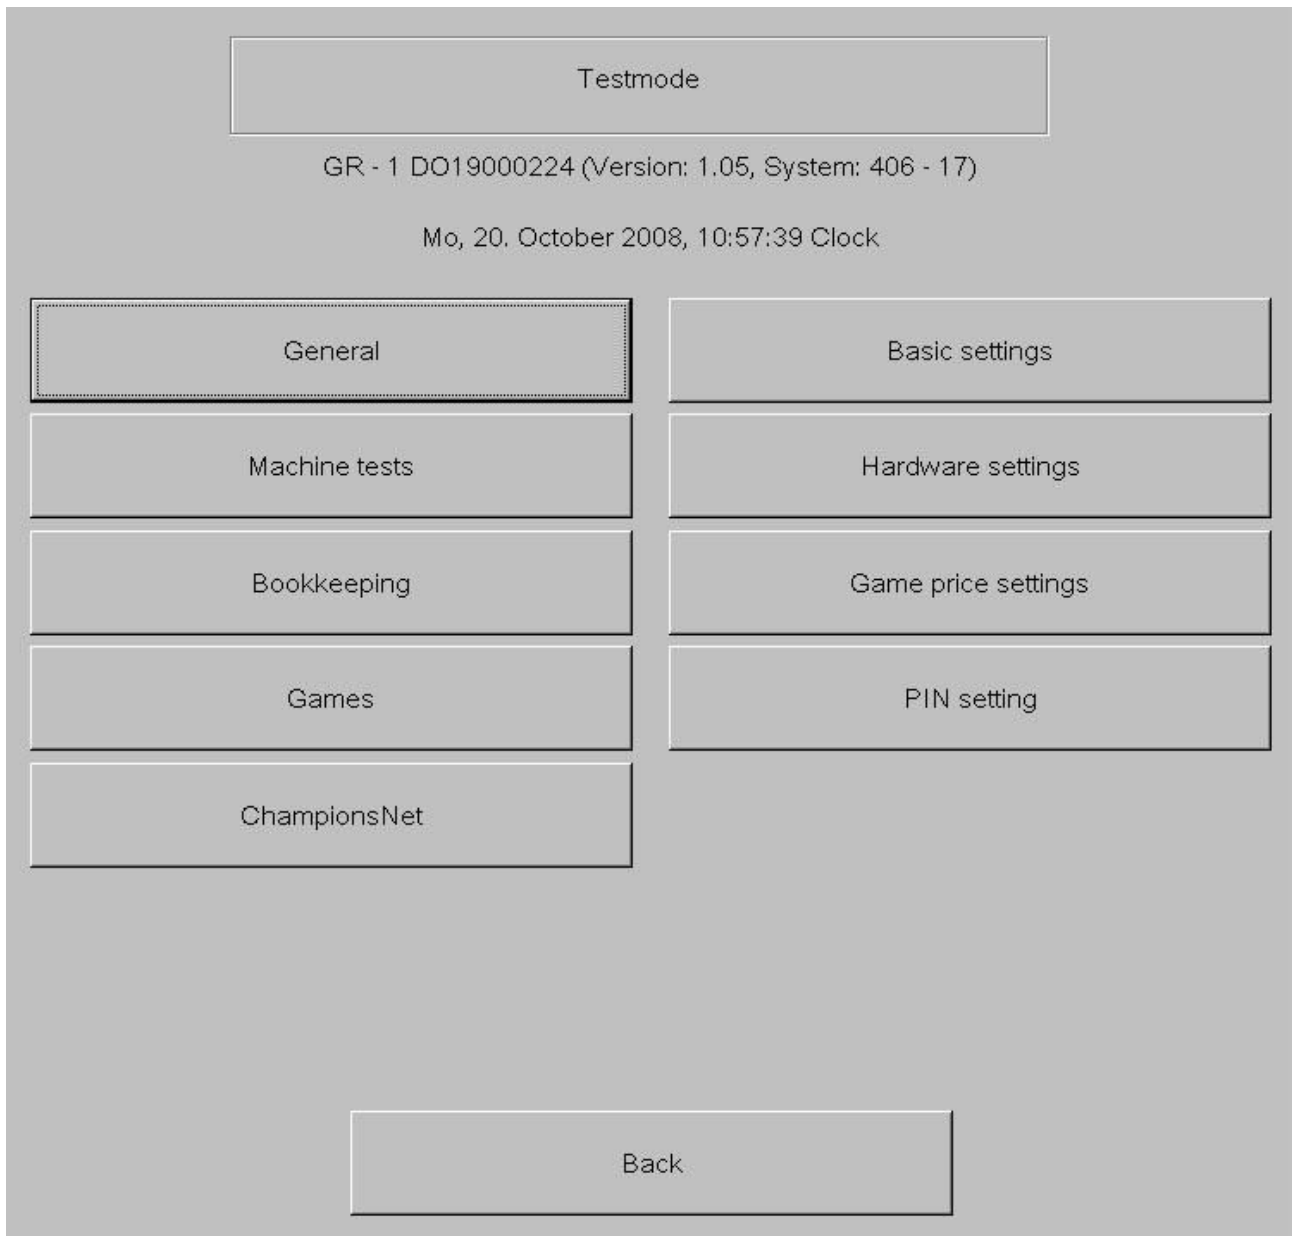 Testmode
GR - 1 DO19000224 (Version: 1.05, System: 406 - 17)
Mo, 20. October 2008, 10:57:39 Clock
General
Basic settings
Machine tests
Hardware settings
Bookkeeping
Game price settings
Games
PIN setting
ChampionsNet
Back